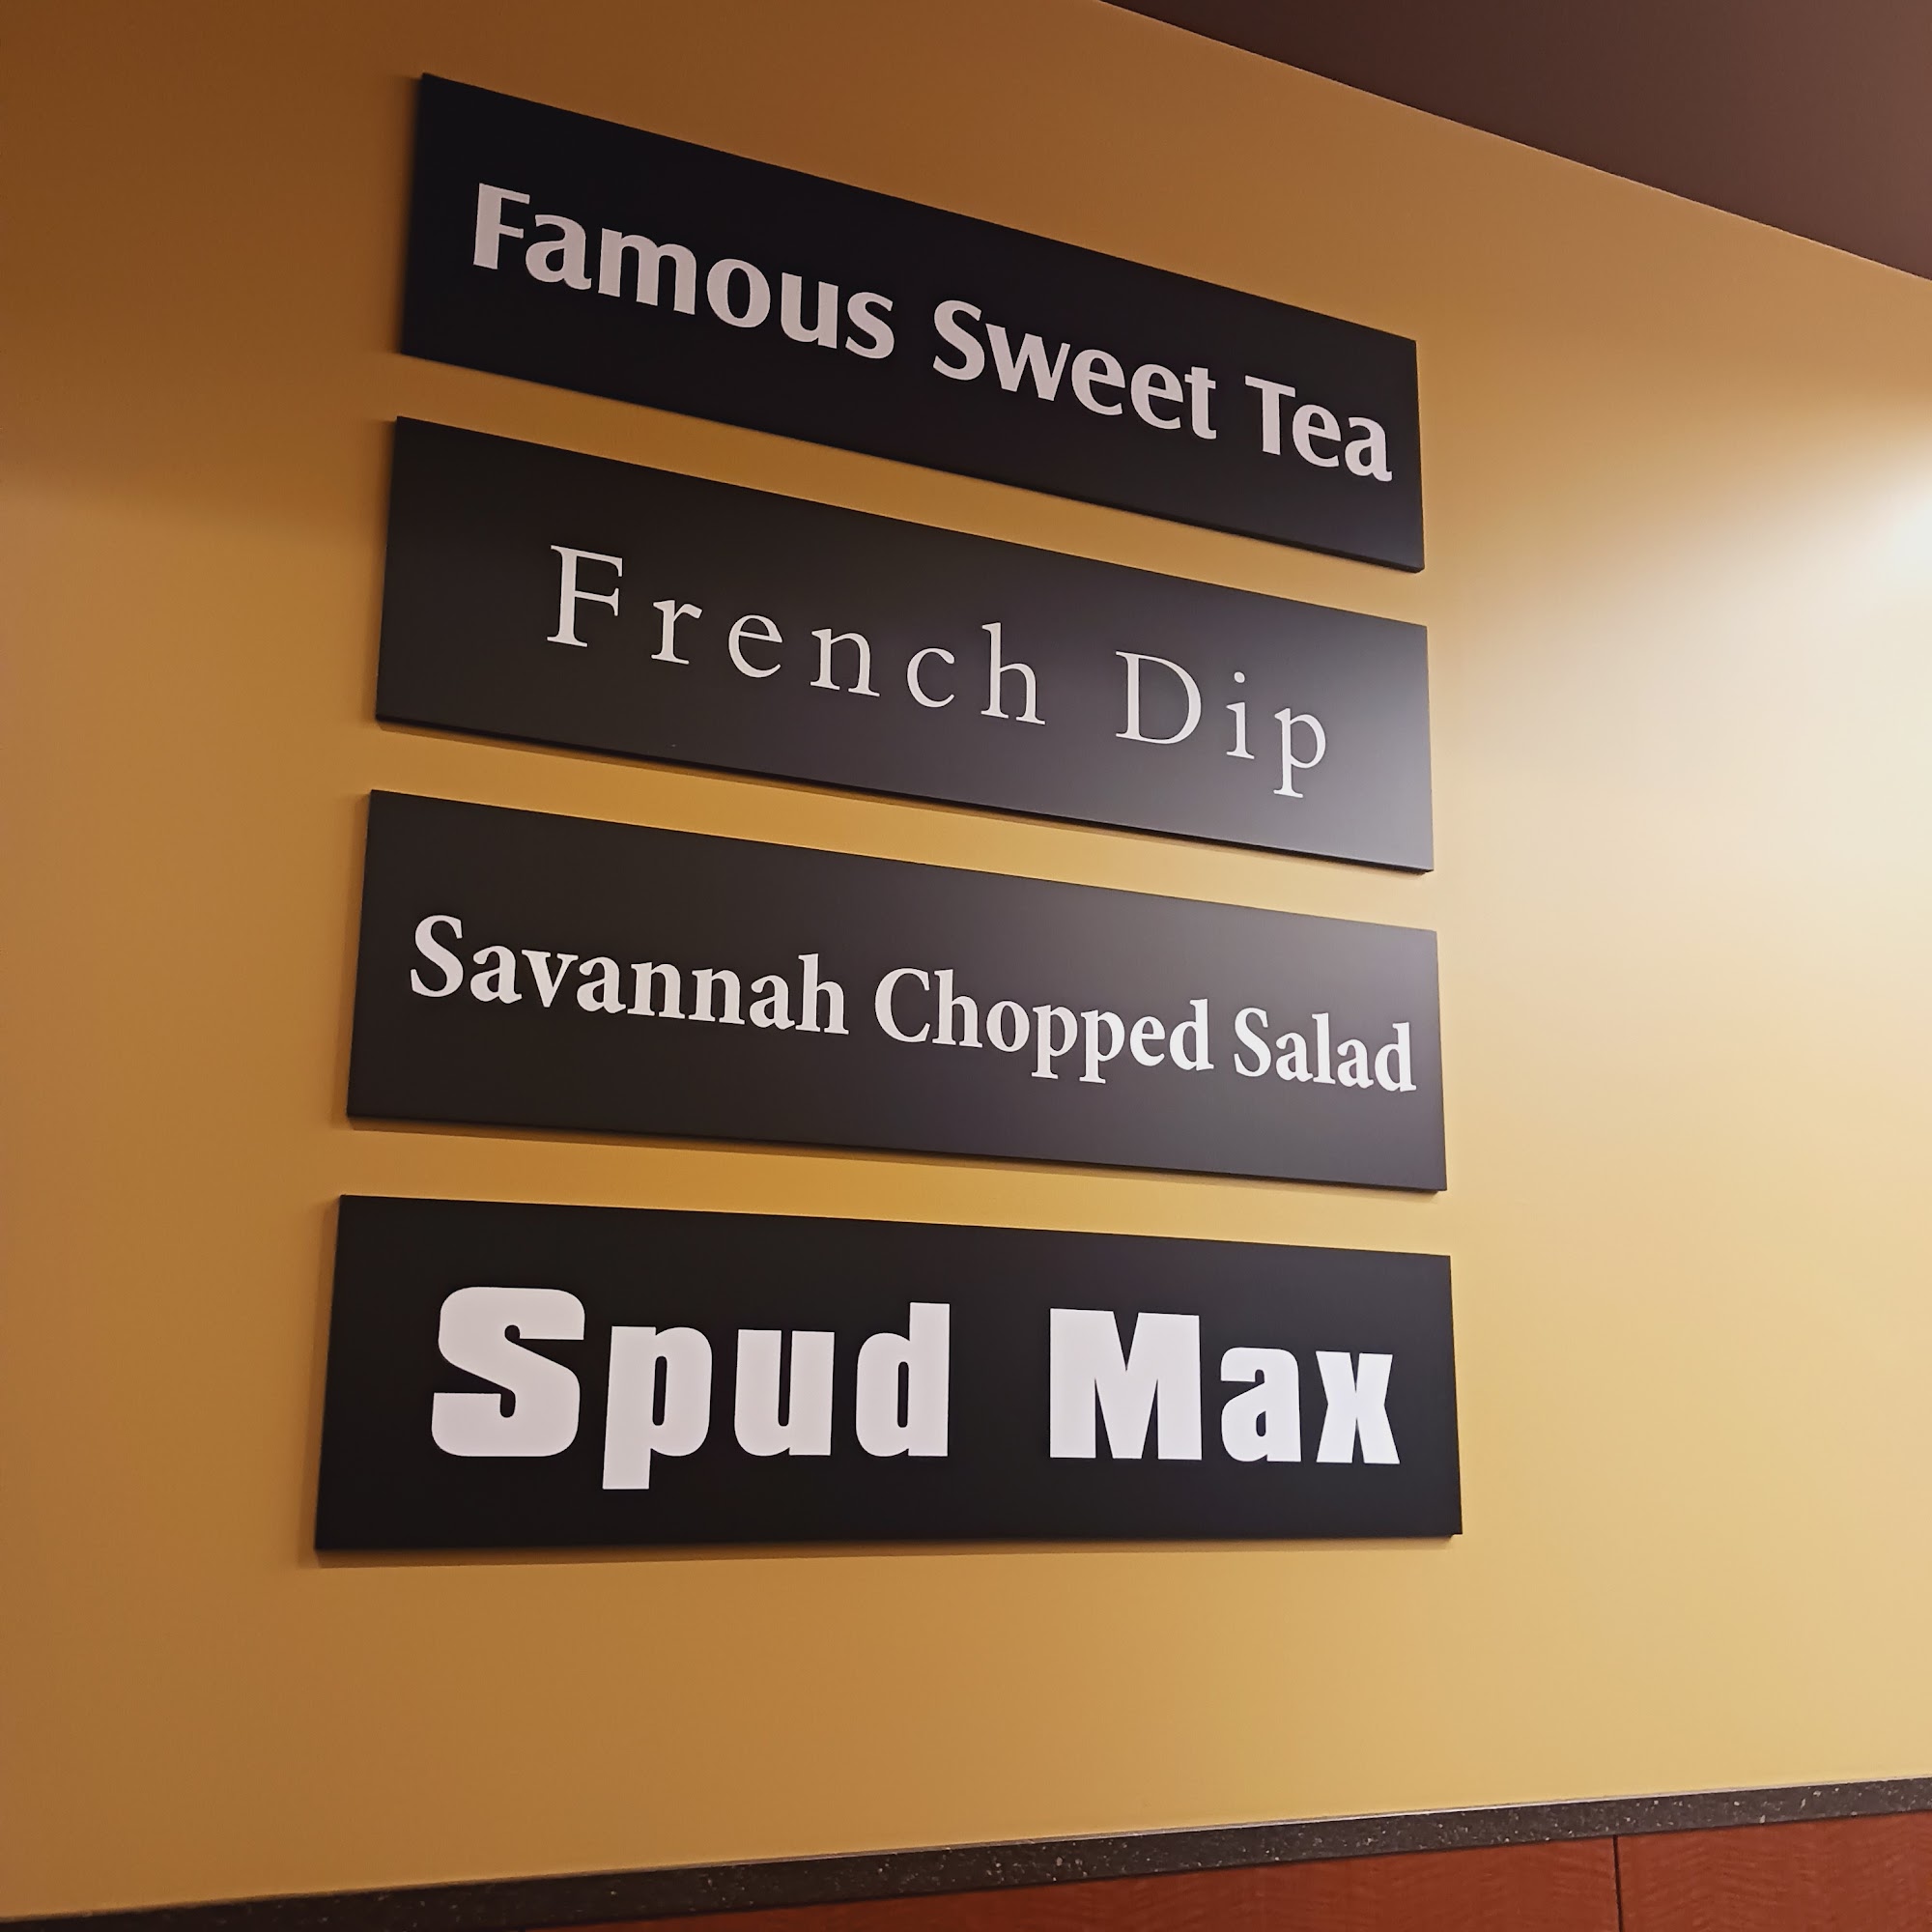 Famous Sweet Tea
French Dip
Savannah Chopped Salad
Spud Max